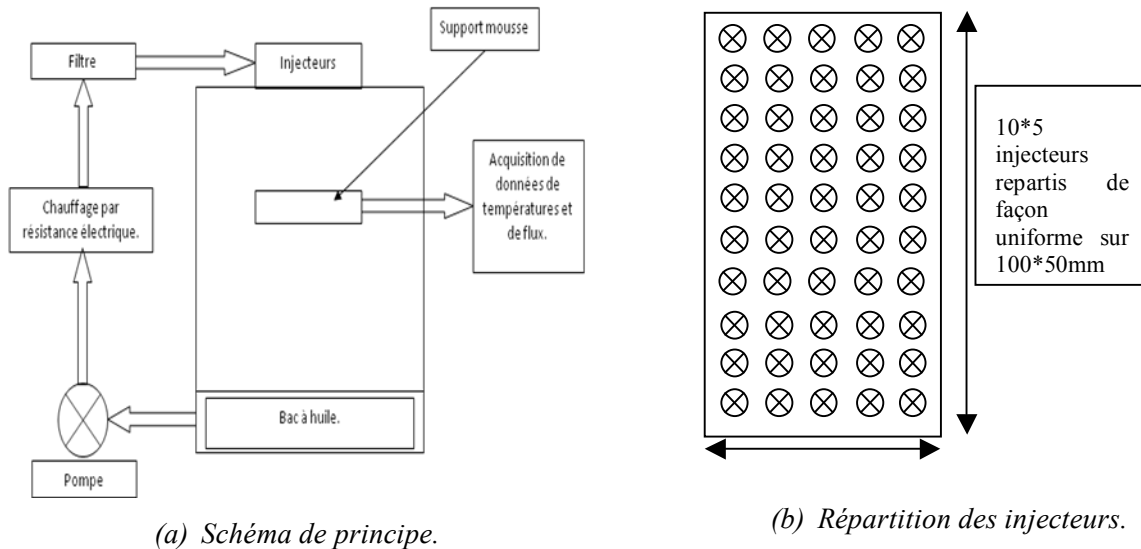 Support mousse
Filtre
Injecteurs
Acquisition de
données de
températures et
de flux.
Chauffage par
résistance électrique.
Bac à huile.
Pompe
(a) Schéma de principe.
10*5
injecteurs
repartis de
façon
uniforme sur
100*50mm
(b) Répartition des injecteurs.